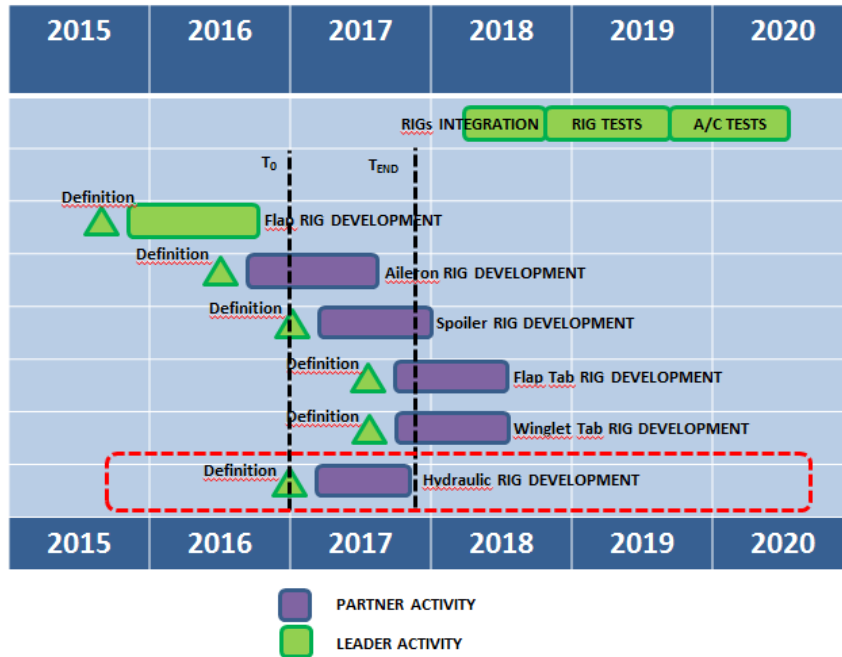 2015 2016 2017 2018 2019 2020
RIGs INTEGRATION RIG TESTS A/C TESTS
T0 TEND
Definition
Flap RIG DEVELOPMENT
Definition
Aileron RIG DEVELOPMENT
Definition
Spoiler RIG DEVELOPMENT
Definition
Flap Tab RIG DEVELOPMENT
Definition
Winglet Tab RIG DEVELOPMENT
Definition
Hydraulic RIG DEVELOPMENT
2015 2016 2017 2018 2019 2020
PARTNER ACTIVITY
LEADER ACTIVITY